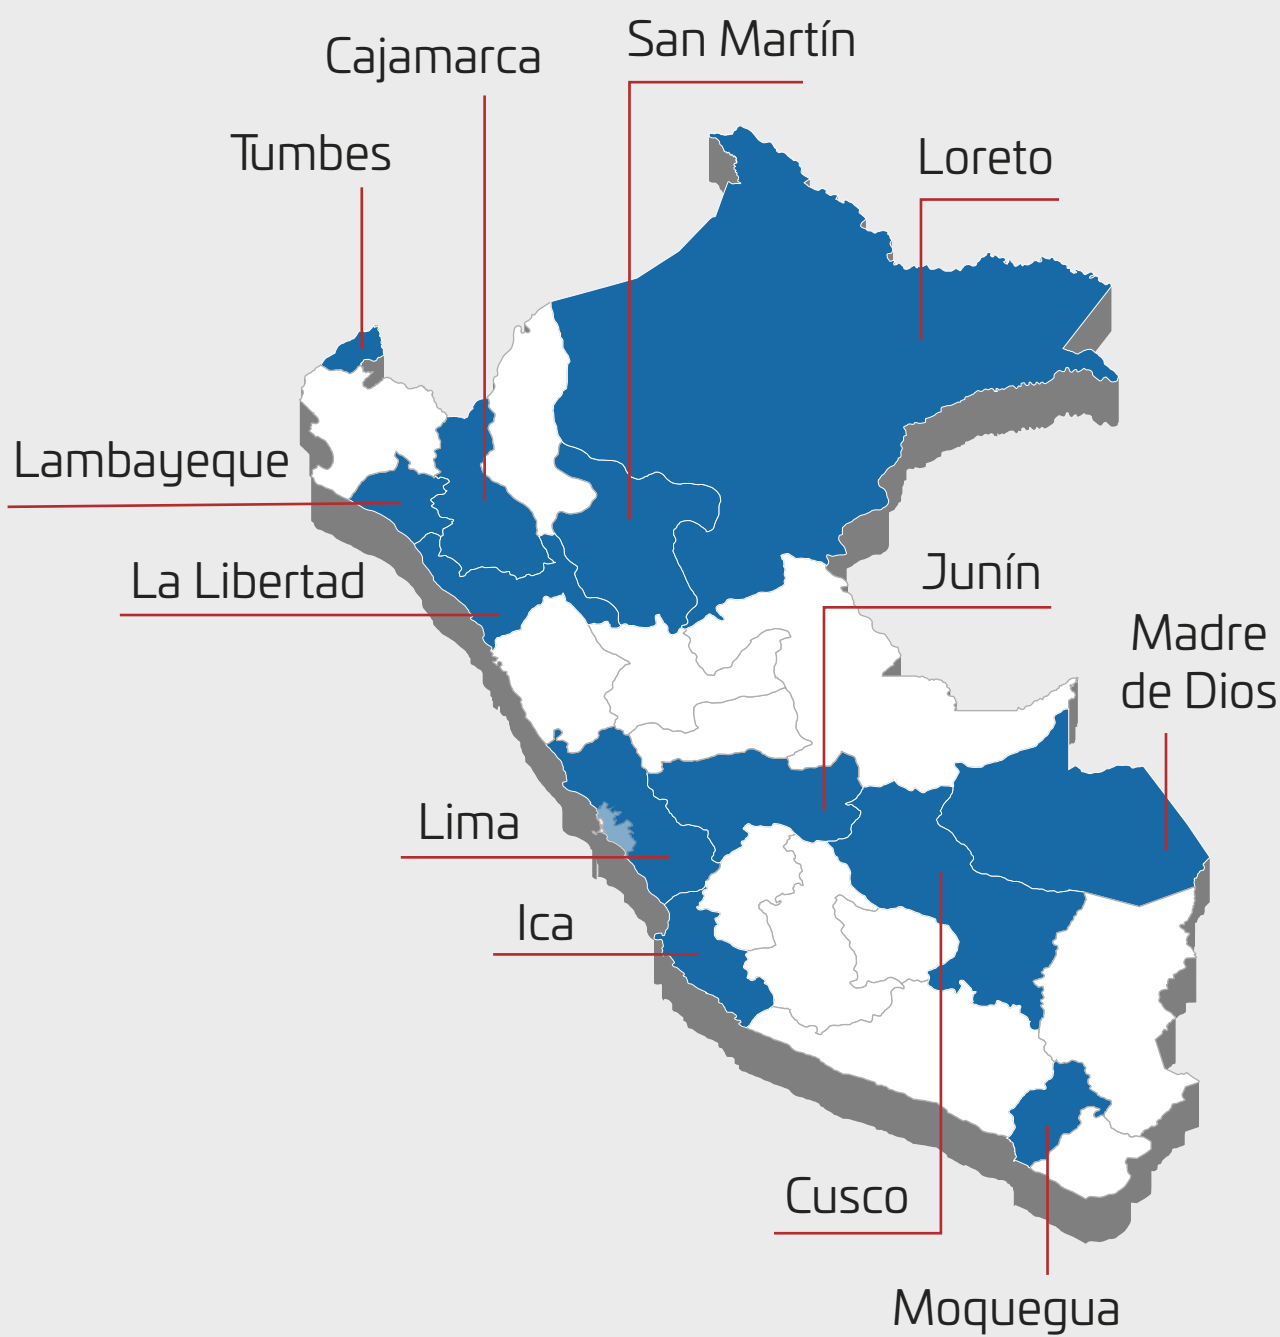 San Martín
Cajamarca
Tumbes
Loreto
Lambayeque
La Libertad
Junín
Madre
de Dios
Lima
Ica
Cusco
Moquegua